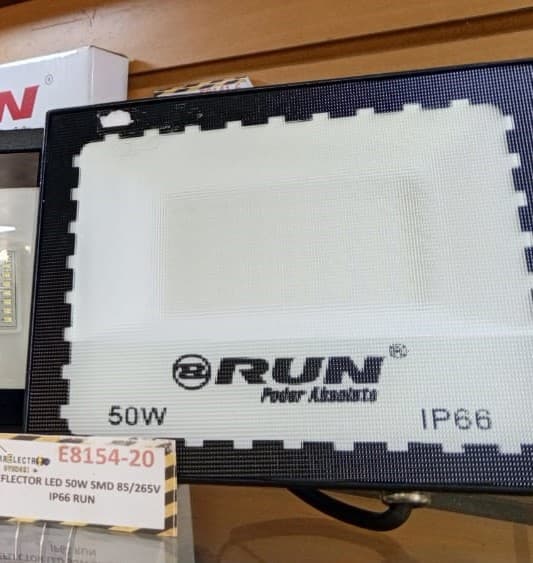 N®
®RUN®
Poder Absoluto
50W
IP66
E8154-20
FLECTOR LED 50W SMD 85/265V
IP66 RUN